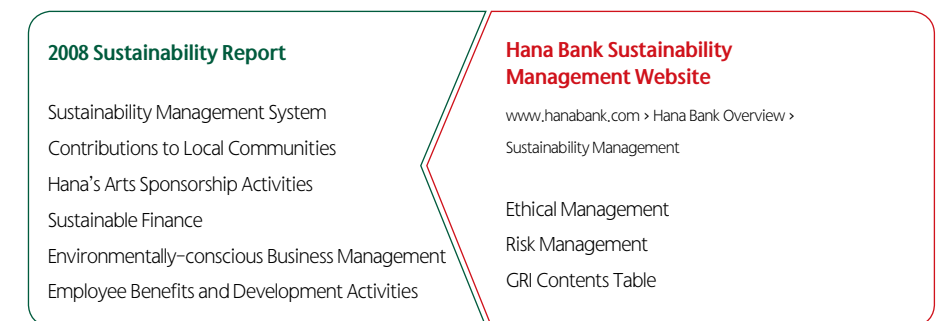 2008 Sustainability Report
Sustainability Management System
Contributions to Local Communities
Hana's Arts Sponsorship Activities
Sustainable Finance
Environmentally-conscious Business Management
Employee Benefits and Development Activities
Hana Bank Sustainability
Management Website
www.hanabank.com > Hana Bank Overview >
Sustainability Management
Ethical Management
Risk Management
GRI Contents Table